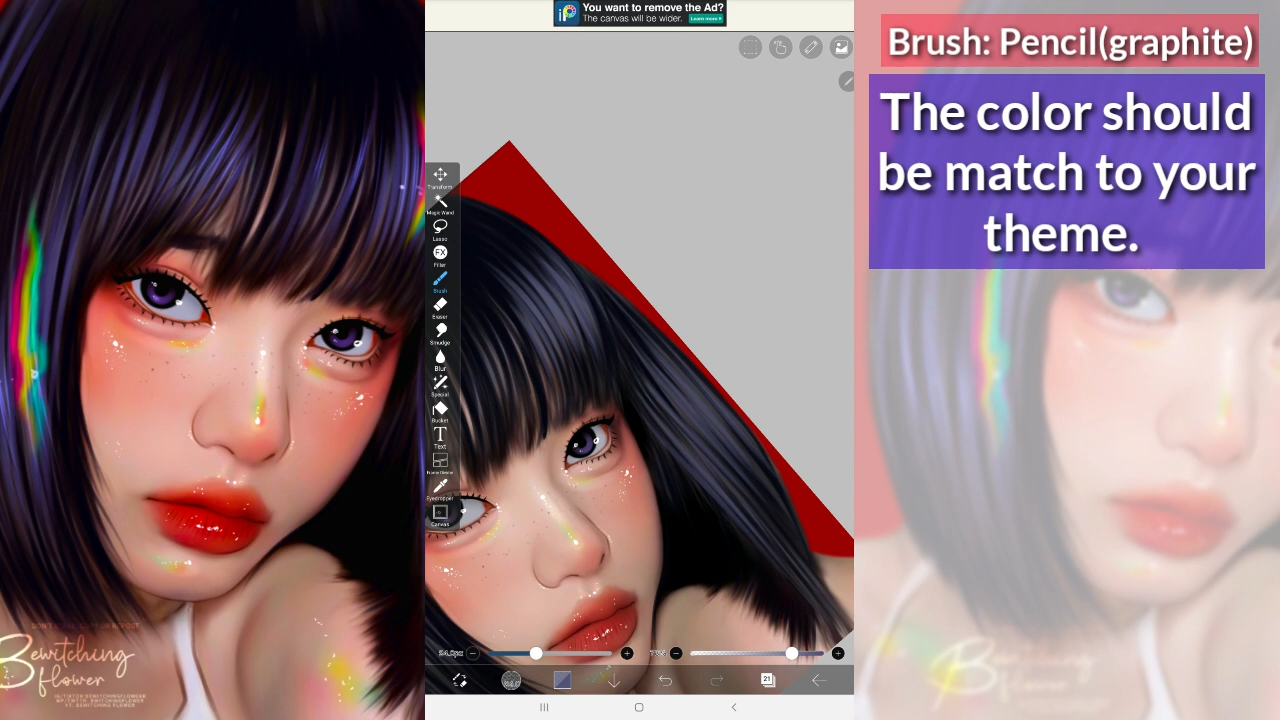 You want to remove the Ad?
The canvas will be wider.
Learn more
Brush: Pencil(graphite)
The color should
be match to your
theme.
Transform
Magic Wand
Lasso
Filter
Brush
Eraser
Smudge
Blur
Special
Bucket
Text
Frame Divider
Eyedropper
Canvas
21
Bewitching
flower